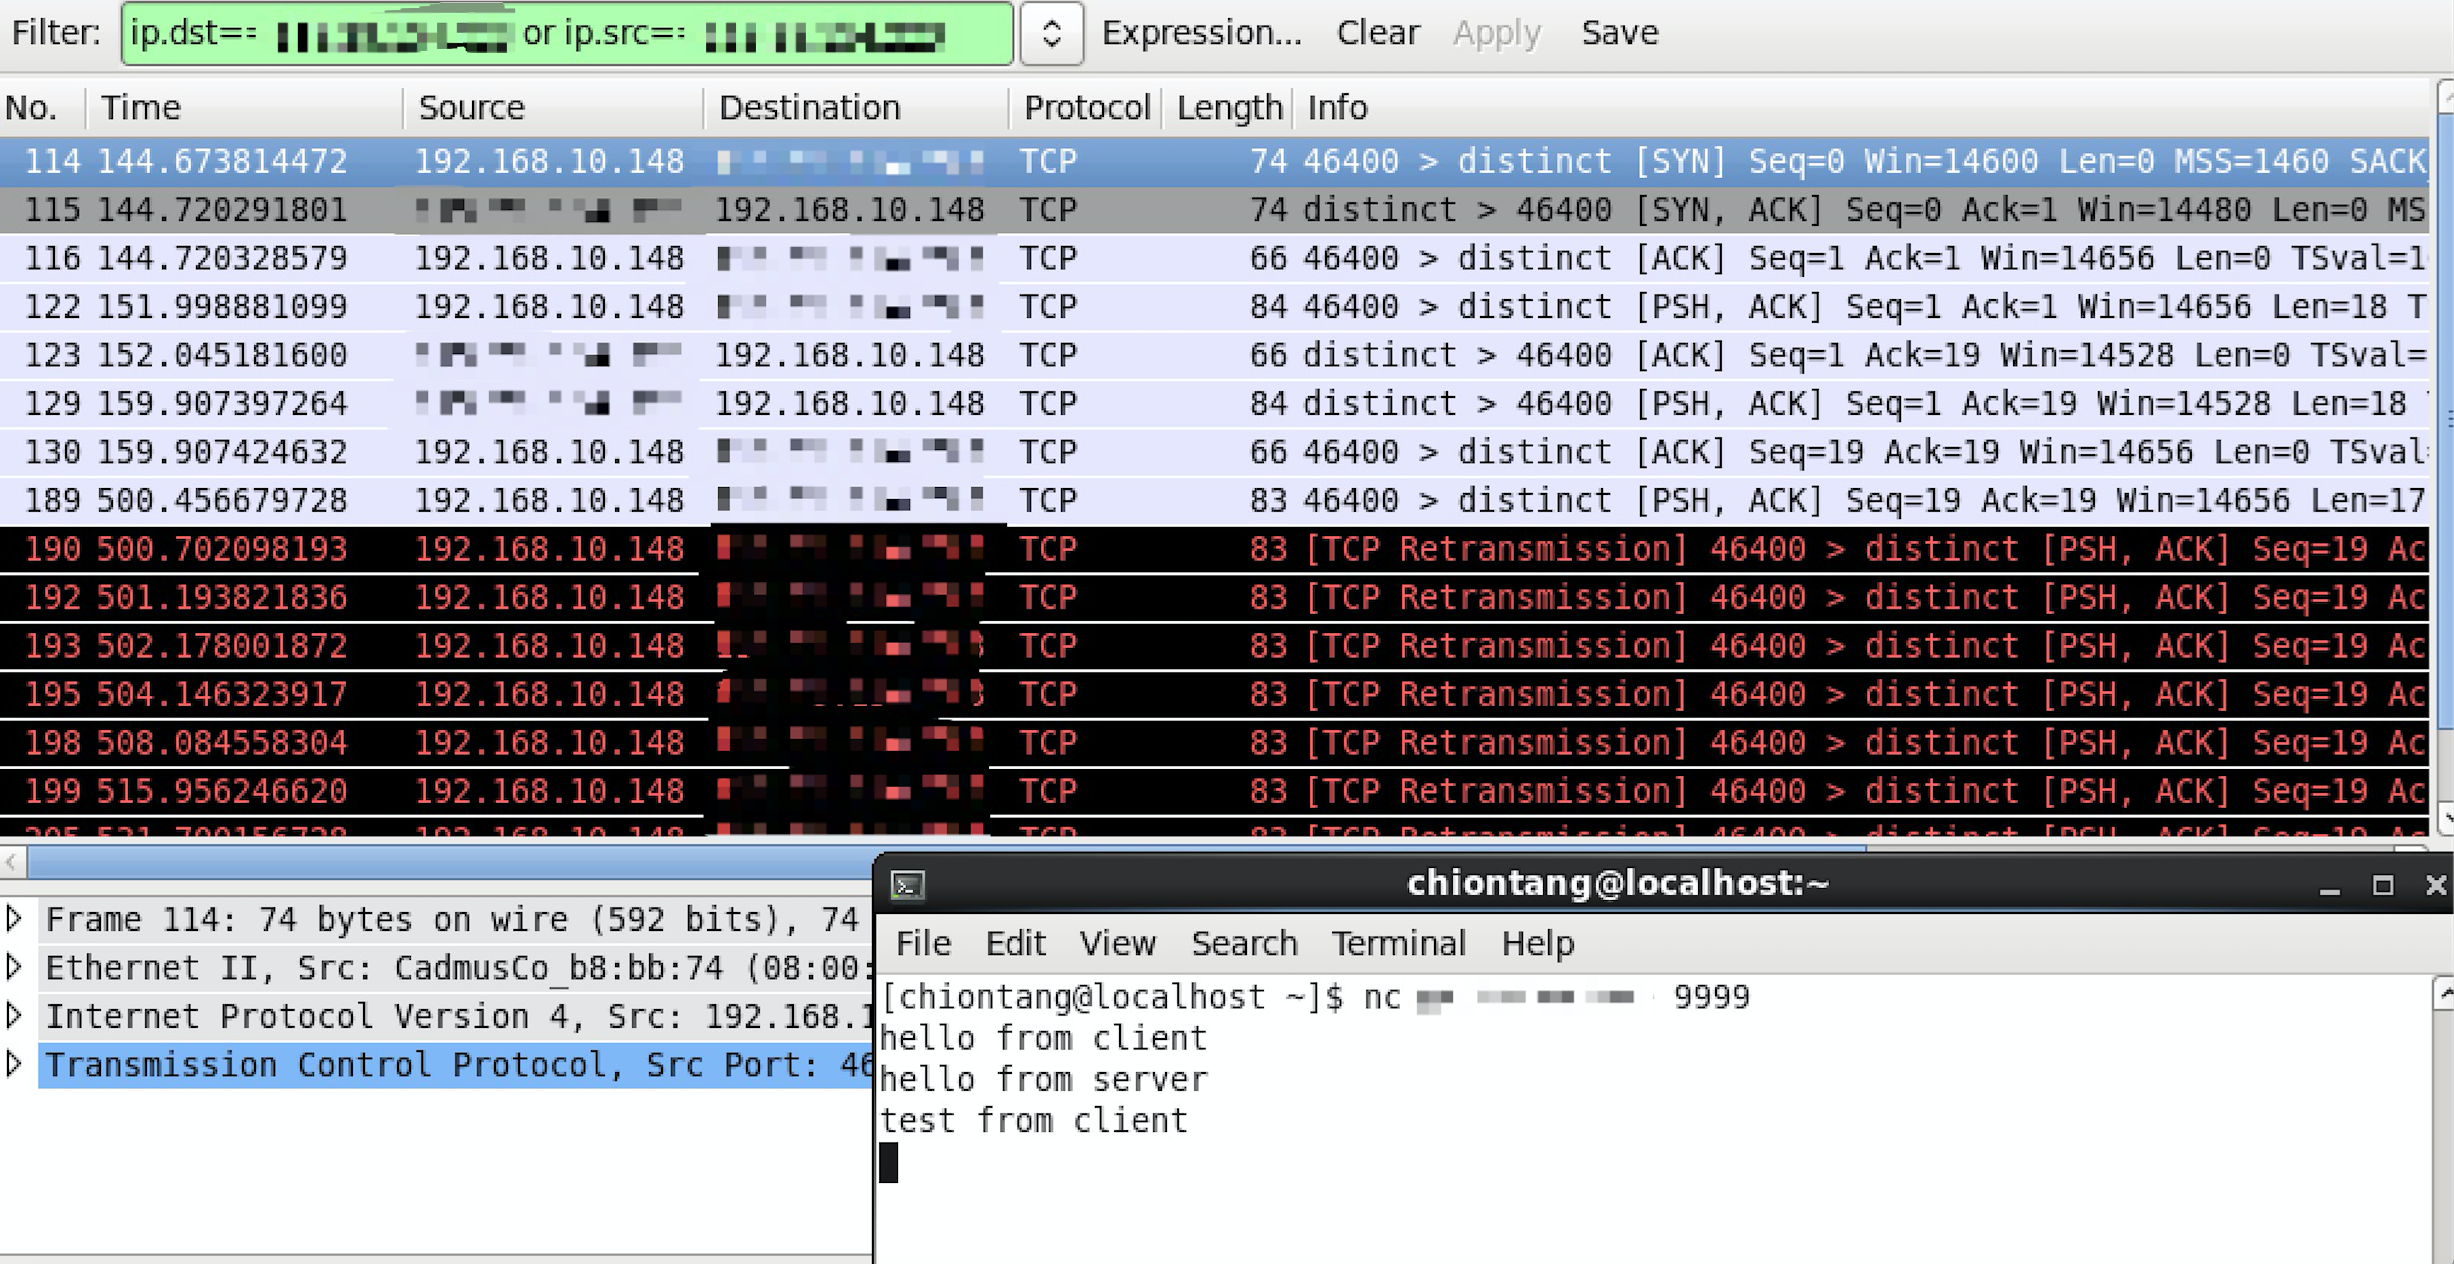 Filter: ip.dst== or ip.src== Expression... Clear Apply Save
No. Time Source Destination Protocol Length Info
114 144.673814472 192.168.10.148 TCP 74 46400 > distinct [SYN] Seq=0 Win=14600 Len=0 MSS=1460 SACK
115 144.720291801 192.168.10.148 TCP 74 distinct > 46400 [SYN, ACK] Seq=0 Ack=1 Win=14480 Len=0 MS
116 144.720328579 192.168.10.148 TCP 66 46400 > distinct [ACK] Seq=1 Ack=1 Win=14656 Len=0 TSval=1
122 151.998881099 192.168.10.148 TCP 84 46400 > distinct [PSH, ACK] Seq=1 Ack=1 Win=14656 Len=18 T
123 152.045181600 192.168.10.148 TCP 66 distinct > 46400 [ACK] Seq=1 Ack=19 Win=14528 Len=0 TSval=
129 159.907397264 192.168.10.148 TCP 84 distinct > 46400 [PSH, ACK] Seq=1 Ack=19 Win=14528 Len=18
130 159.907424632 192.168.10.148 TCP 66 46400 > distinct [ACK] Seq=19 Ack=19 Win=14656 Len=0 TSval
189 500.456679728 192.168.10.148 TCP 83 46400 > distinct [PSH, ACK] Seq=19 Ack=19 Win=14656 Len=17
190 500.702098193 192.168.10.148 TCP 83 [TCP Retransmission] 46400 > distinct [PSH, ACK] Seq=19 Ac
192 501.193821836 192.168.10.148 TCP 83 [TCP Retransmission] 46400 > distinct [PSH, ACK] Seq=19 Ac
193 502.178001872 192.168.10.148 TCP 83 [TCP Retransmission] 46400 > distinct [PSH, ACK] Seq=19 Ac
195 504.146323917 192.168.10.148 TCP 83 [TCP Retransmission] 46400 > distinct [PSH, ACK] Seq=19 Ac
198 508.084558304 192.168.10.148 TCP 83 [TCP Retransmission] 46400 > distinct [PSH, ACK] Seq=19 Ac
199 515.956246620 192.168.10.148 TCP 83 [TCP Retransmission] 46400 > distinct [PSH, ACK] Seq=19 Ac
Frame 114: 74 bytes on wire (592 bits), 74
Ethernet II, Src: CadmusCo_b8:bb:74 (08:00:
Internet Protocol Version 4, Src: 192.168.1
Transmission Control Protocol, Src Port: 46
chiontang@localhost:~
File Edit View Search Terminal Help
[chiontang@localhost ~]$ nc 9999
hello from client
hello from server
test from client